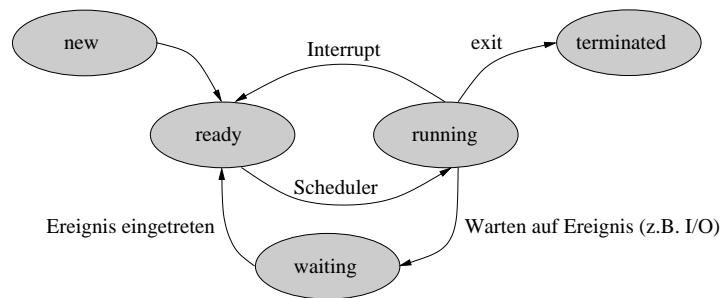 new
exit
terminated
Interrupt
ready
running
Scheduler
Ereignis eingetreten
Warten auf Ereignis (z.B. I/O)
waiting